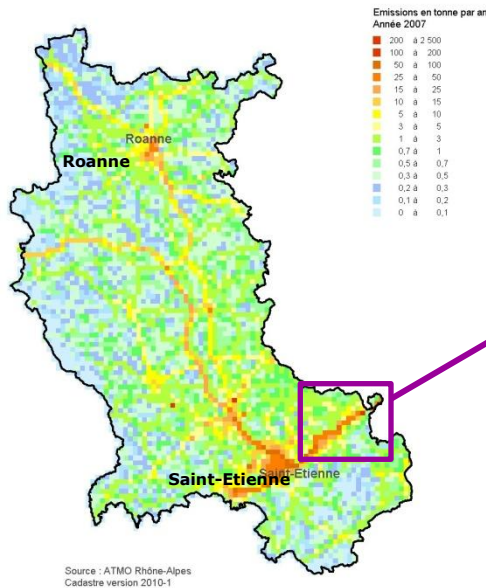 Emissions en tonne par an
Année 2007
200 à 2 500
100 à 200
50 à 100
25 à 50
15 à 25
10 à 15
5 à 10
3 à 5
1 à 3
0,7 à 1
0,5 à 0,7
0,3 à 0,5
0,2 à 0,3
0,1 à 0,2
0 à 0,1
Roanne
Roanne
Saint-Etienne
Saint-Etienne
Source : ATMO Rhône-Alpes
Cadastre version 2010-1